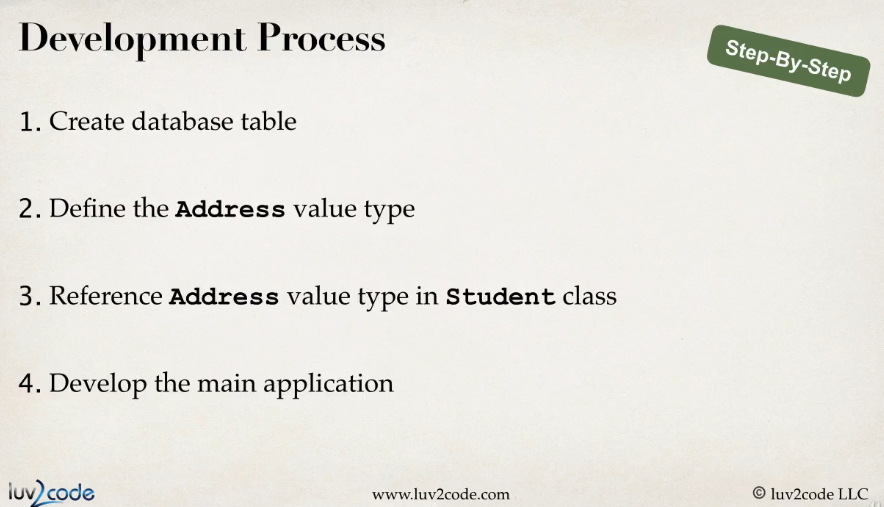 Development Process
Step-By-Step
1. Create database table
2. Define the Address value type
3. Reference Address value type in Student class
4. Develop the main application
luv2code
www.luv2code.com
© luv2code LLC